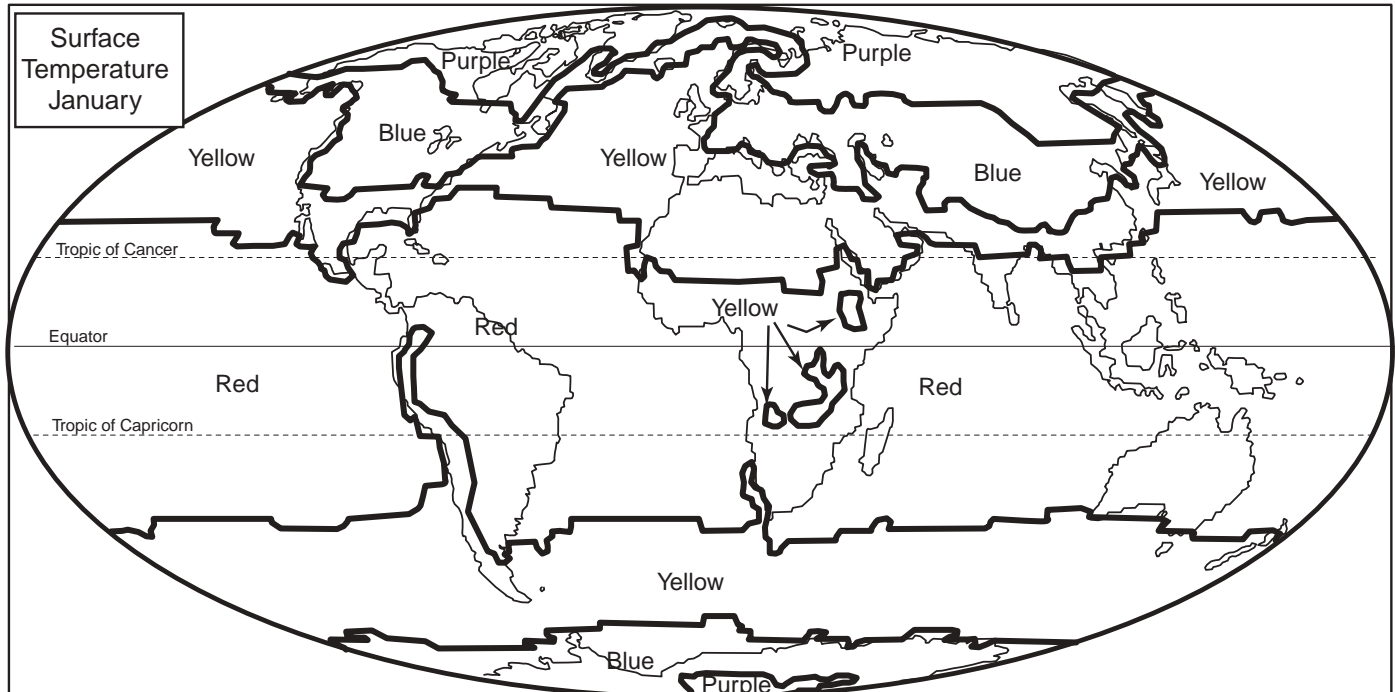 Surface
Temperature
January
Purple
Purple
Blue
Yellow
Yellow
Blue
Yellow
Tropic of Cancer
Yellow
Red
Equator
Red
Red
Tropic of Capricorn
Yellow
Blue
Purple